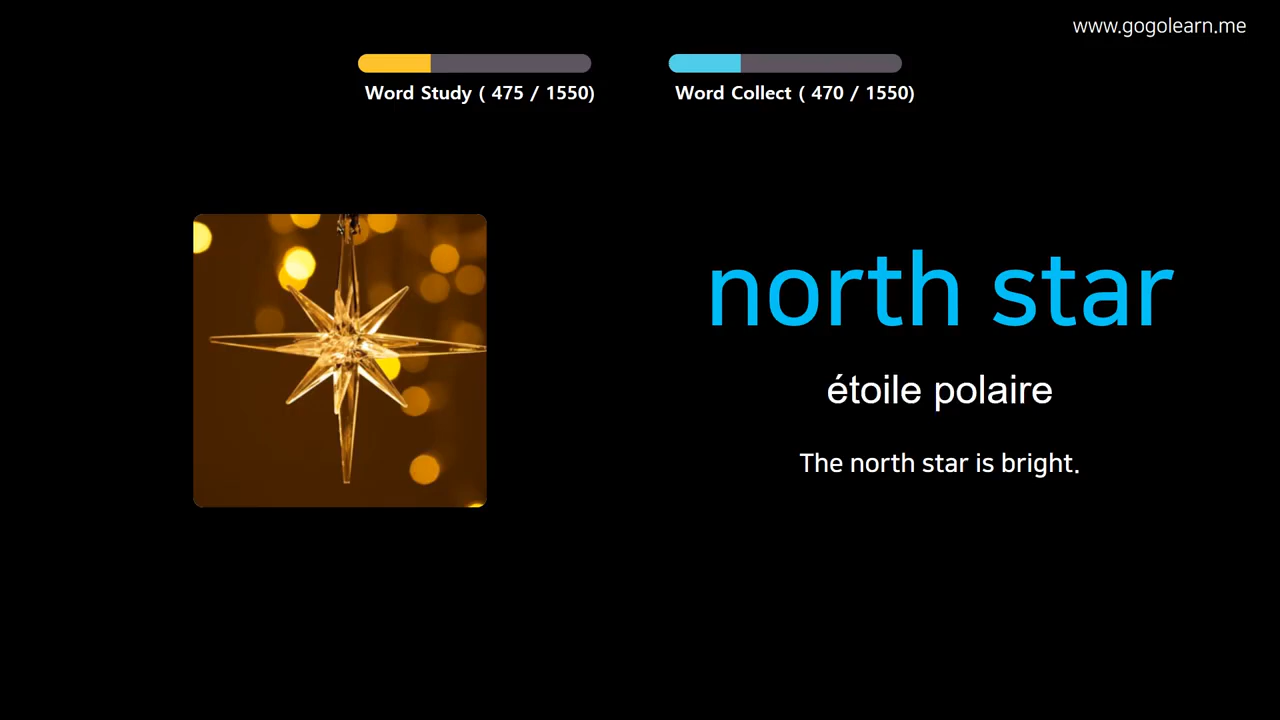 www.gogolearn.me
Word Study ( 475 / 1550)
Word Collect ( 470 / 1550)
north star
étoile polaire
The north star is bright.